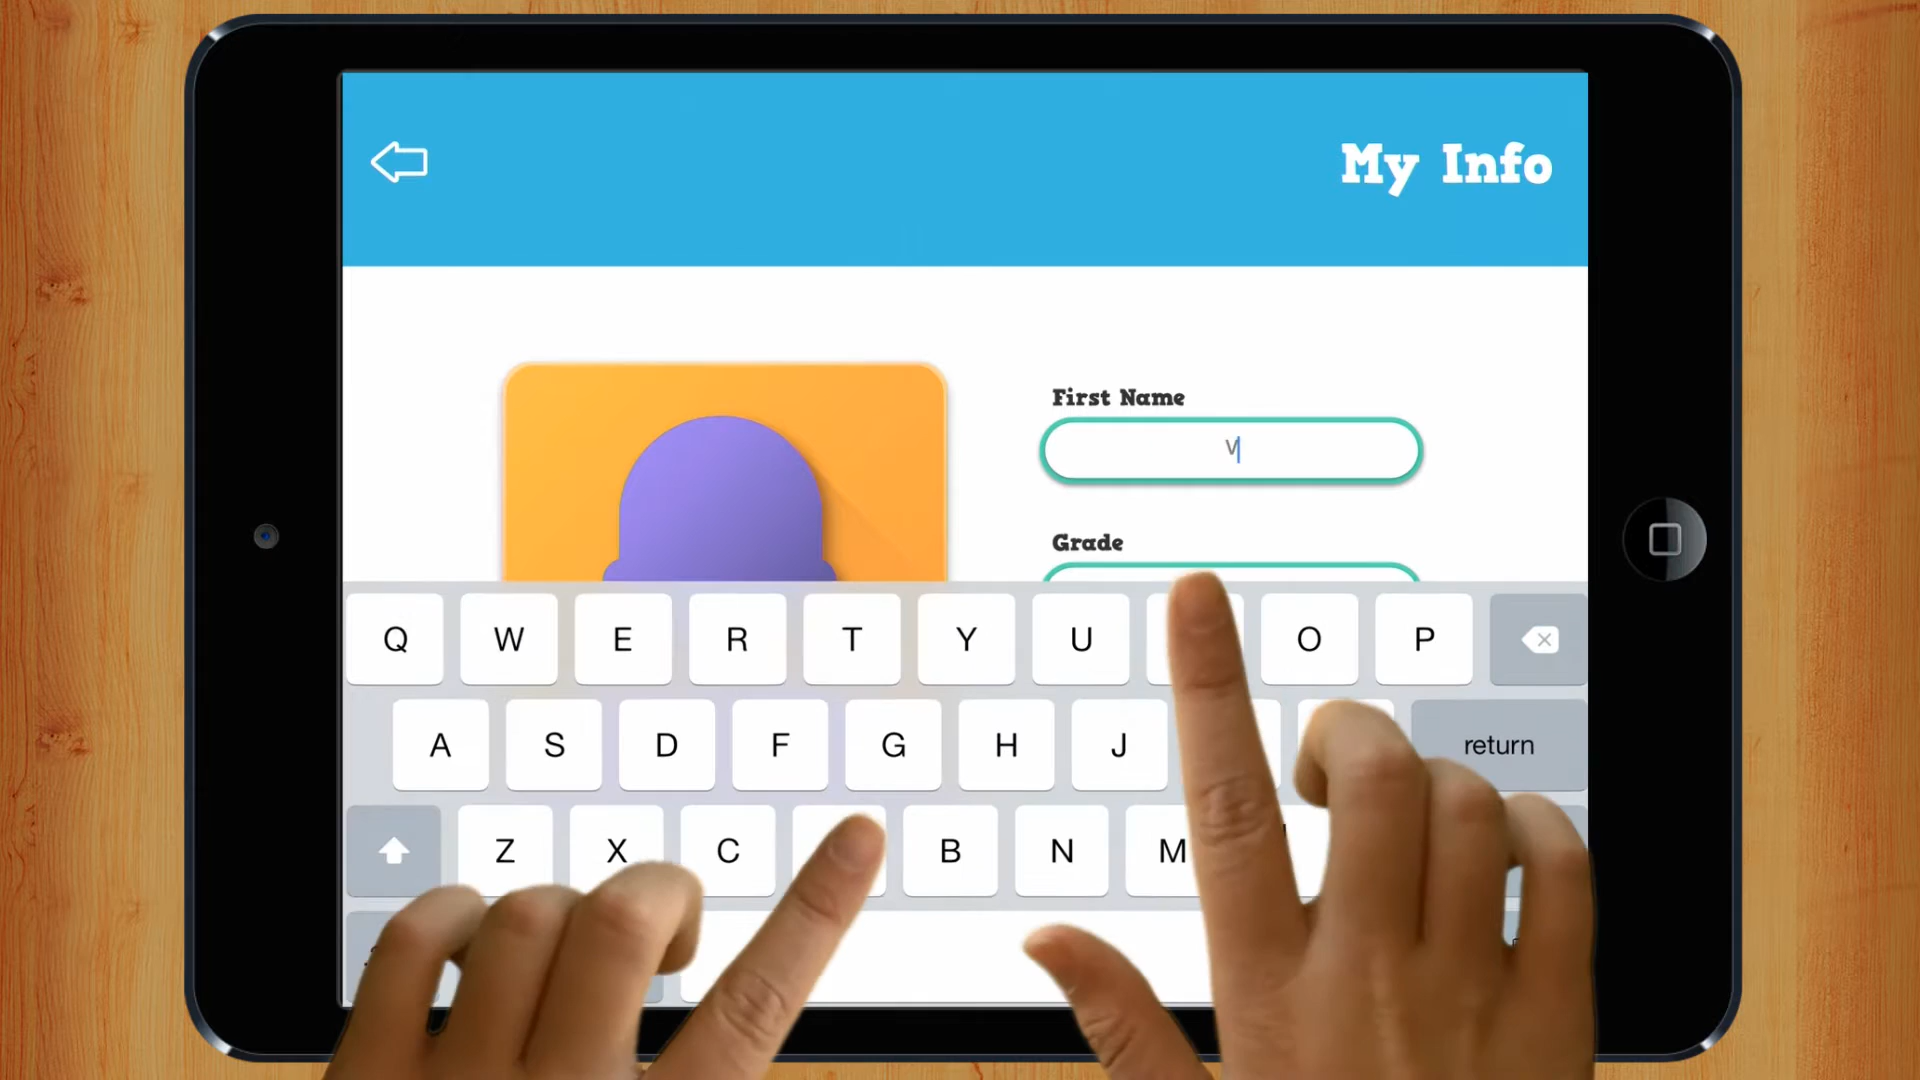 My Info
First Name
V
Grade
Q W E R T Y U O P
A S D F G H J return
Z X C B N M